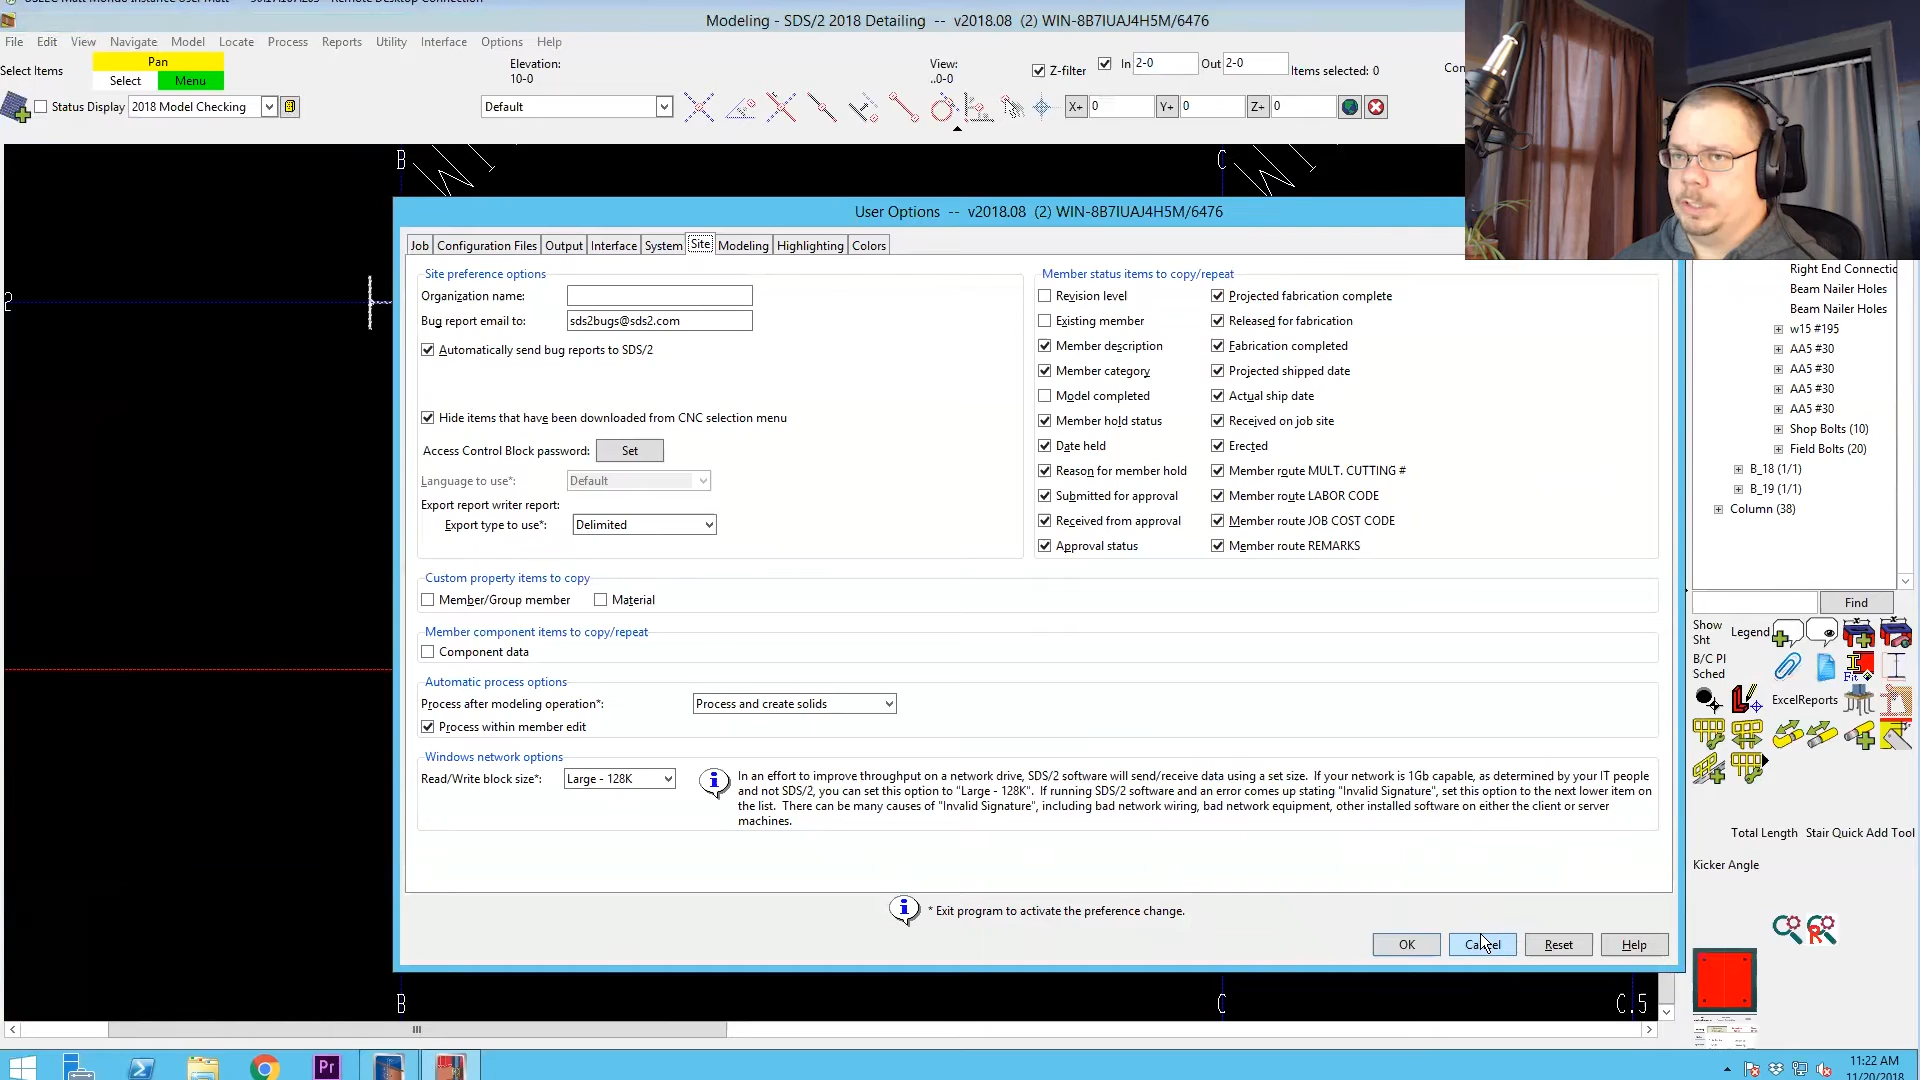 Modeling - SDS/2 2018 Detailing -- v2018.08 (2) WIN-8B7IUAJ4H5M/6476
File Edit View Navigate Model Locate Process Reports Utility Interface Options Help
Select Items
Pan
Select Menu
Elevation:
10-0
View:
..0-0
Z-filter In 2-0 Out 2-0 Items selected: 0
Status Display 2018 Model Checking
Default
X+ 0 Y+ 0 Z+ 0
B
C
2
User Options -- v2018.08 (2) WIN-8B7IUAJ4H5M/6476
Job Configuration Files Output Interface System Site Modeling Highlighting Colors
Site preference options
Organization name:
Bug report email to: sds2bugs@sds2.com
Automatically send bug reports to SDS/2
Hide items that have been downloaded from CNC selection menu
Access Control Block password: Set
Language to use*: Default
Export report writer report:
Export type to use*: Delimited
Member status items to copy/repeat
Revision level Projected fabrication complete
Existing member Released for fabrication
Member description Fabrication completed
Member category Projected shipped date
Model completed Actual ship date
Member hold status Received on job site
Date held Erected
Reason for member hold Member route MULT. CUTTING #
Submitted for approval Member route LABOR CODE
Received from approval Member route JOB COST CODE
Approval status Member route REMARKS
Custom property items to copy
Member/Group member Material
Member component items to copy/repeat
Component data
Automatic process options
Process after modeling operation*: Process and create solids
Process within member edit
Windows network options
Read/Write block size*: Large - 128K
In an effort to improve throughput on a network drive, SDS/2 software will send/receive data using a set size. If your network is 1Gb capable, as determined by your IT people
and not SDS/2, you can set this option to "Large - 128K". If running SDS/2 software and an error comes up stating "Invalid Signature", set this option to the next lower item on
the list. There can be many causes of "Invalid Signature", including bad network wiring, bad network equipment, other installed software on either the client or server
machines.
* Exit program to activate the preference change.
OK Cancel Reset Help
Beam Nailer Holes
Beam Nailer Holes
w15 #195
AA5 #30
AA5 #30
AA5 #30
AA5 #30
Shop Bolts (10)
Field Bolts (20)
B_18 (1/1)
B_19 (1/1)
Column (38)
Find
Show
Sht
Legend
B/C Pl
Sched
Fit
ExcelReports
Total Length Stair Quick Add Tool
Kicker Angle
R
B
C
C.5
Pr
11:22 AM
11/20/2018